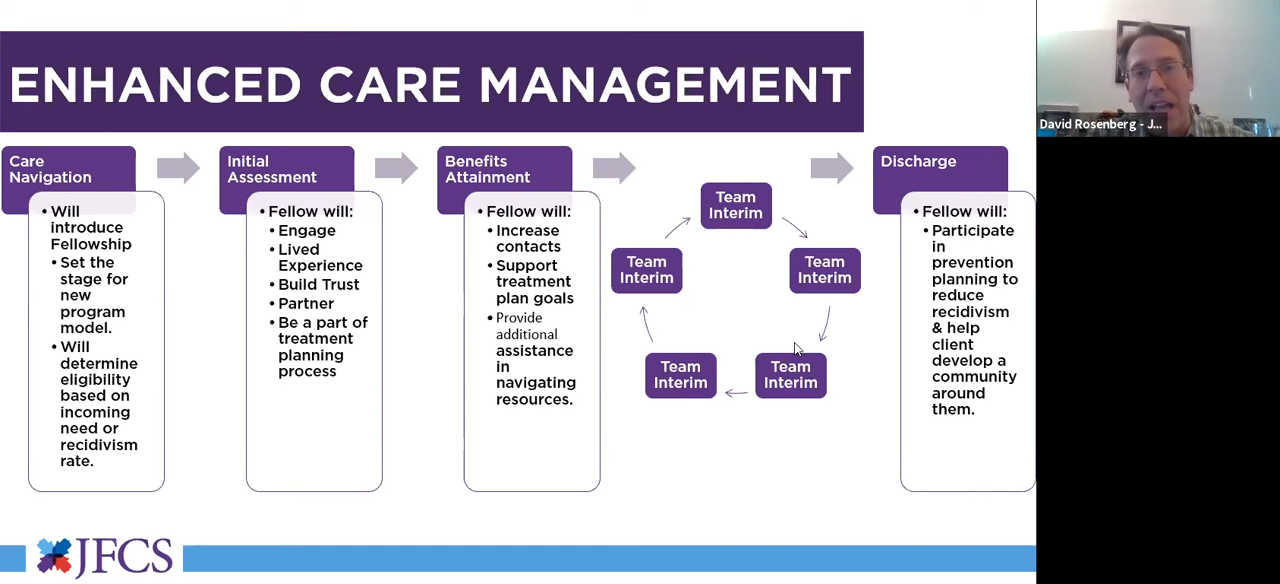 ENHANCED CARE MANAGEMENT
David Rosenberg - J...
Care
Navigation
• Will
introduce
Fellowship
• Set the
stage for
new
program
model.
• Will
determine
eligibility
based on
incoming
need or
recidivism
rate.
Initial
Assessment
• Fellow will:
• Engage
• Lived
Experience
• Build Trust
• Partner
• Be a part of
treatment
planning
process
Benefits
Attainment
• Fellow will:
• Increase
contacts
• Support
treatment
plan goals
• Provide
additional
assistance
in
navigating
resources.
Team
Interim
Team
Interim
Team
Interim
Team
Interim
Team
Interim
Discharge
• Fellow will:
• Participate
in
prevention
planning to
reduce
recidivism
& help
client
develop a
community
around
them.
JFCS